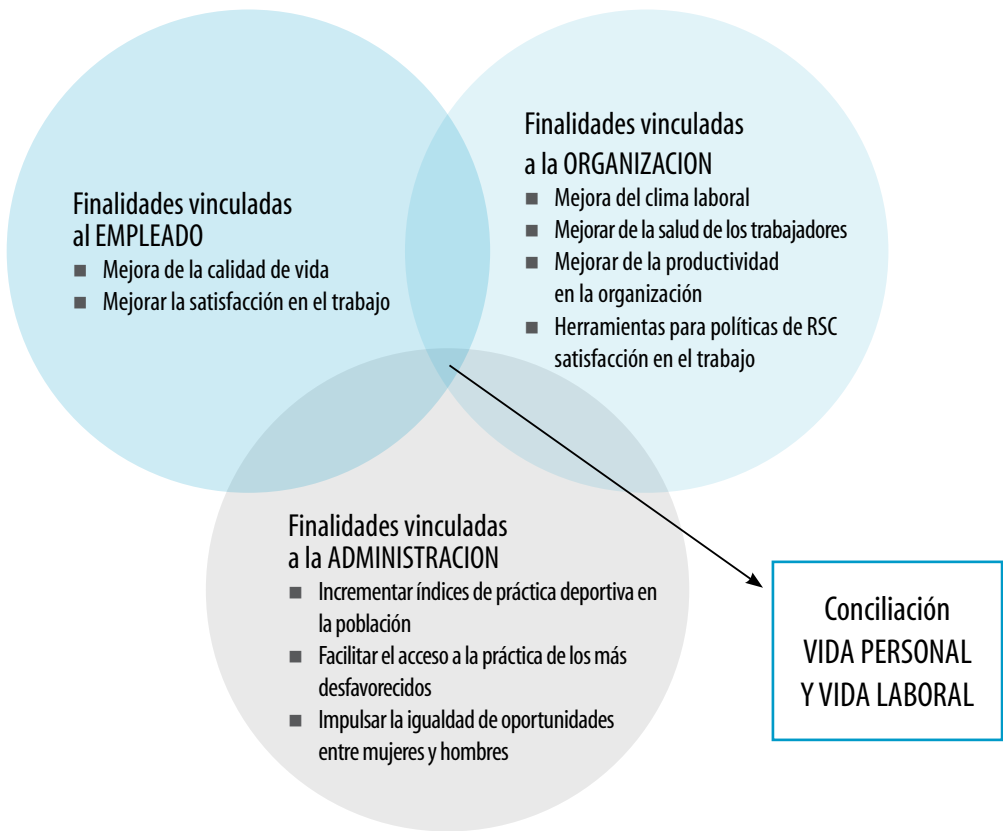 Finalidades vinculadas
al EMPLEADO
■ Mejora de la calidad de vida
■ Mejorar la satisfacción en el trabajo
Finalidades vinculadas
a la ORGANIZACION
■ Mejora del clima laboral
■ Mejorar de la salud de los trabajadores
■ Mejorar de la productividad
en la organización
■ Herramientas para políticas de RSC
satisfacción en el trabajo
Finalidades vinculadas
a la ADMINISTRACION
■ Incrementar índices de práctica deportiva en
la población
■ Facilitar el acceso a la práctica de los más
desfavorecidos
■ Impulsar la igualdad de oportunidades
entre mujeres y hombres
Conciliación
VIDA PERSONAL
Y VIDA LABORAL